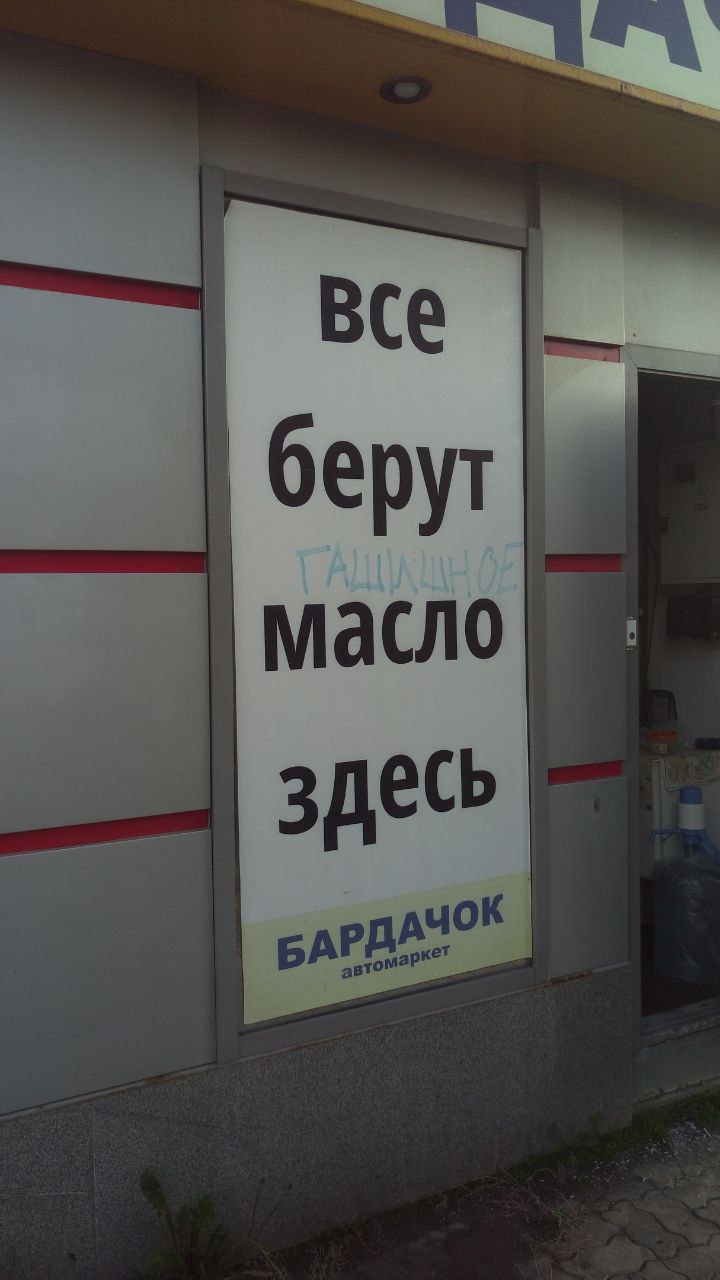 все
берут
ГАШИШНОЕ
масло
здесь
БАРДАЧОК
автомаркет